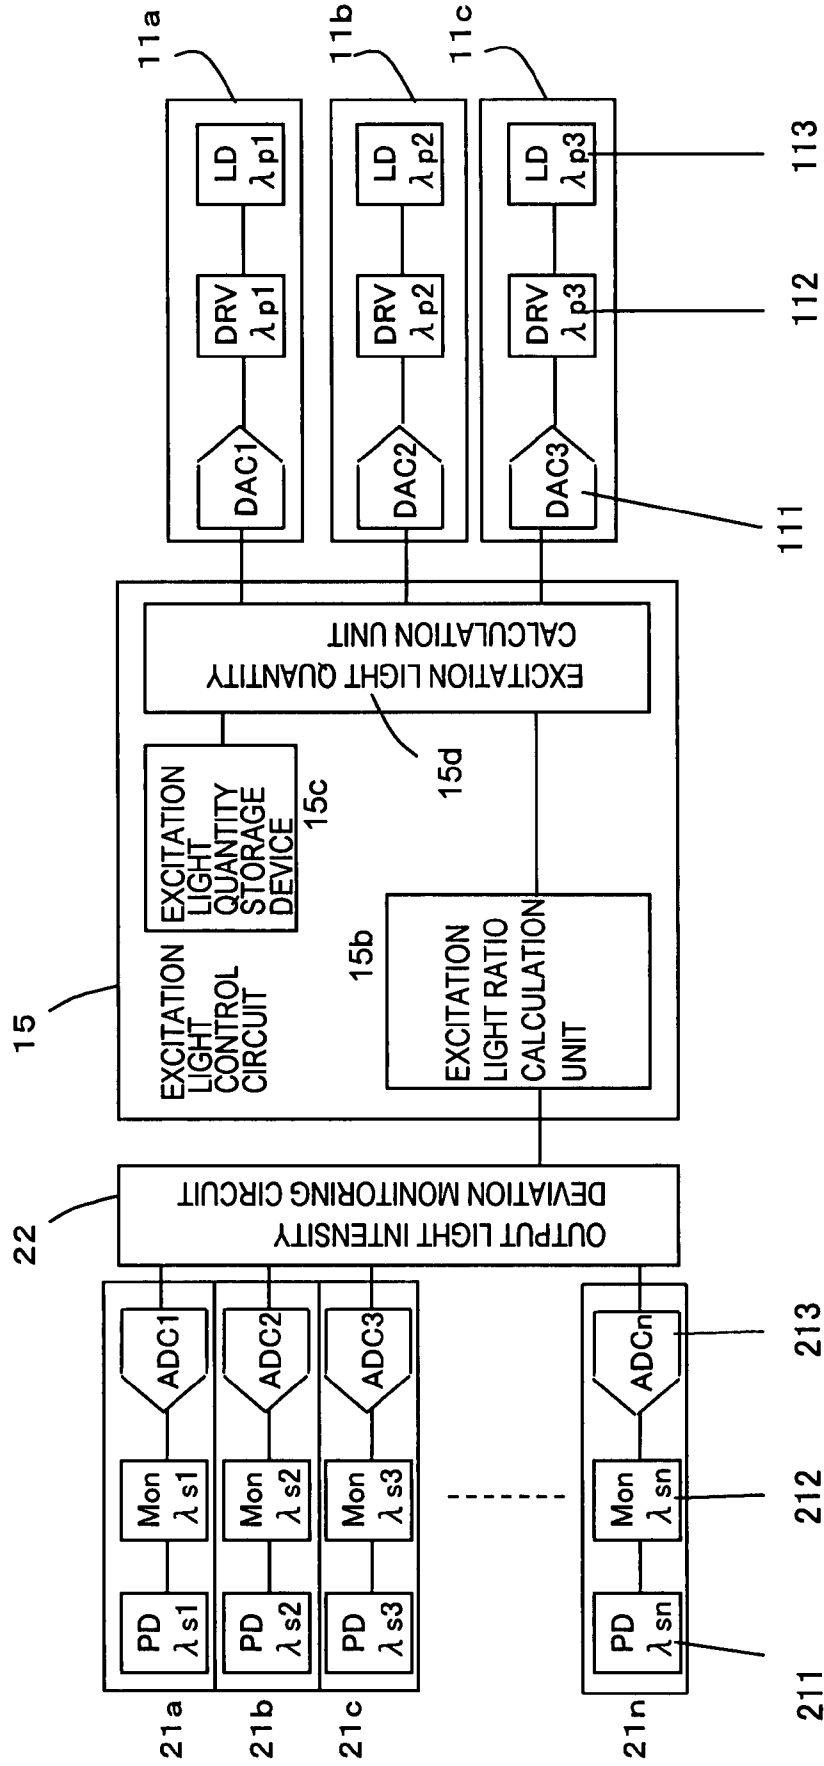 15
22
11a
11b
11c
LD
λp1
DRV
λp1
DAC1
LD
λp2
DRV
λp2
DAC2
LD
λp3
DRV
λp3
DAC3
113
112
111
EXCITATION LIGHT QUANTITY
CALCULATION UNIT
15d
EXCITATION
LIGHT
QUANTITY
STORAGE
DEVICE
15c
EXCITATION
LIGHT
CONTROL
CIRCUIT
15b
EXCITATION
LIGHT RATIO
CALCULATION
UNIT
OUTPUT LIGHT INTENSITY
DEVIATION MONITORING CIRCUIT
PD
λs1
Mon
λs1
ADC1
21a
PD
λs2
Mon
λs2
ADC2
21b
PD
λs3
Mon
λs3
ADC3
21c
PD
λsn
Mon
λsn
ADCn
21n
211
212
213